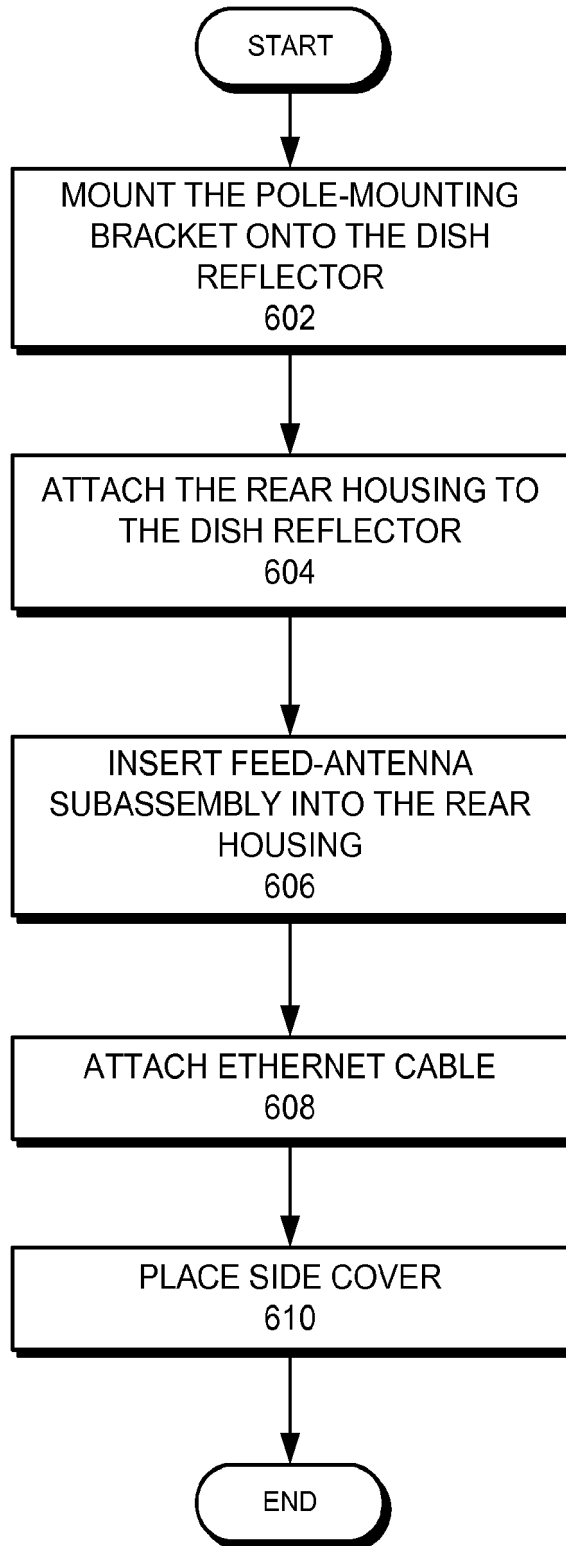 START
MOUNT THE POLE-MOUNTING
BRACKET ONTO THE DISH
REFLECTOR
602
ATTACH THE REAR HOUSING TO
THE DISH REFLECTOR
604
INSERT FEED-ANTENNA
SUBASSEMBLY INTO THE REAR
HOUSING
606
ATTACH ETHERNET CABLE
608
PLACE SIDE COVER
610
END